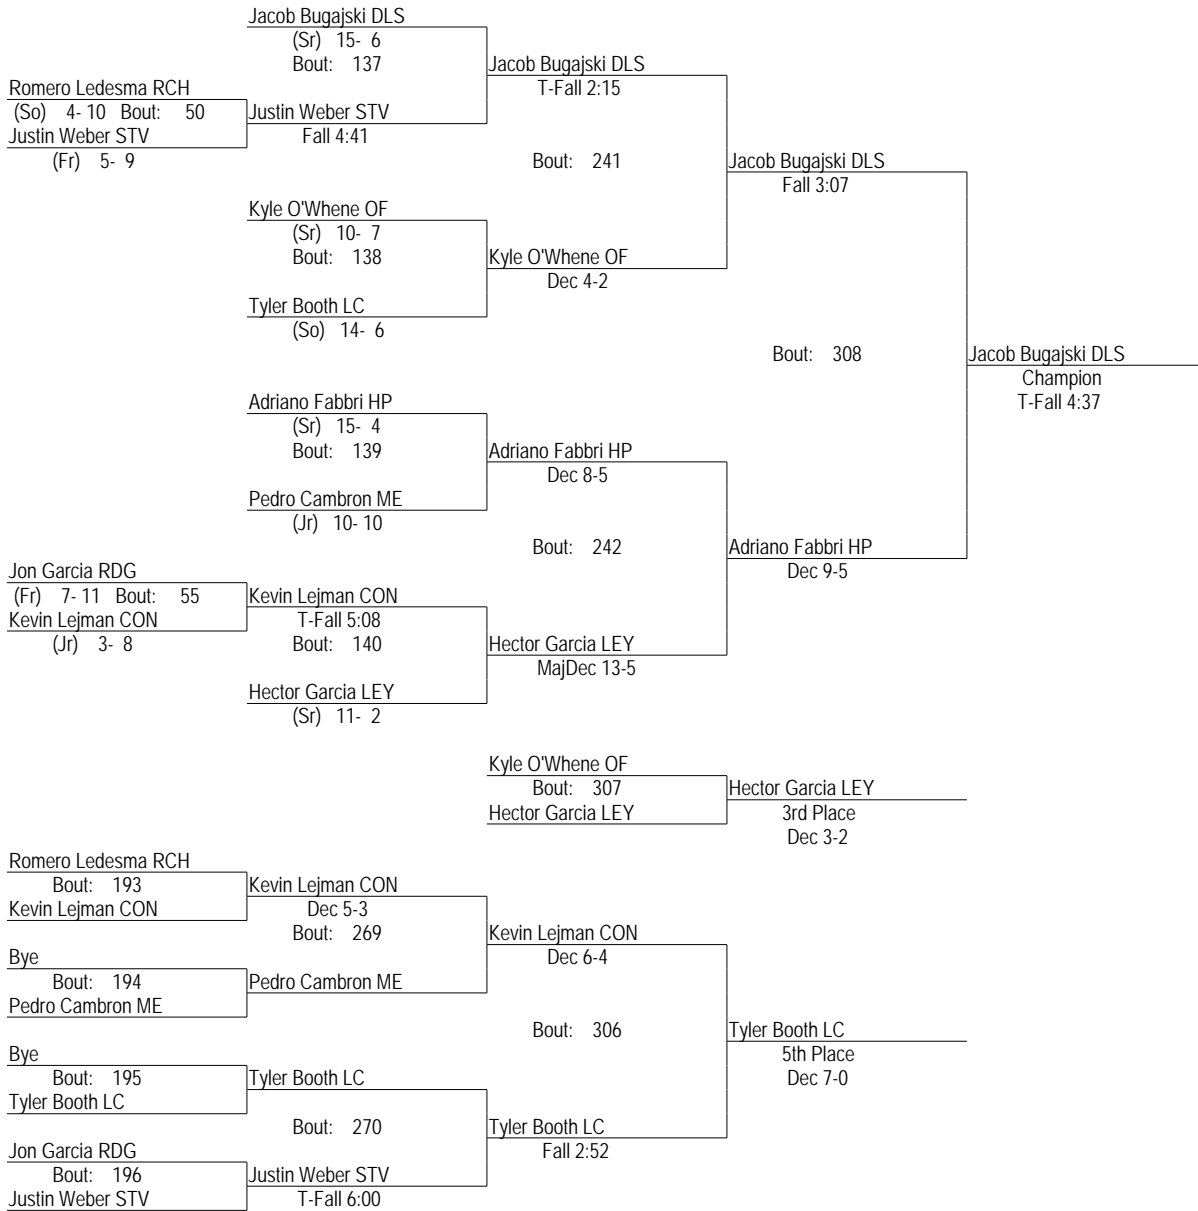 Jacob Bugajski DLS
(Sr) 15- 6
Bout: 137
Jacob Bugajski DLS
T-Fall 2:15
Romero Ledesma RCH
(So) 4- 10 Bout: 50
Justin Weber STV
Justin Weber STV
Fall 4:41
(Fr) 5- 9
Bout: 241
Jacob Bugajski DLS
Fall 3:07
Kyle O'Whene OF
(Sr) 10- 7
Bout: 138
Kyle O'Whene OF
Dec 4-2
Tyler Booth LC
(So) 14- 6
Bout: 308
Jacob Bugajski DLS
Champion
T-Fall 4:37
Adriano Fabbri HP
(Sr) 15- 4
Bout: 139
Adriano Fabbri HP
Dec 8-5
Pedro Cambron ME
(Jr) 10- 10
Bout: 242
Adriano Fabbri HP
Dec 9-5
Jon Garcia RDG
(Fr) 7- 11 Bout: 55
Kevin Lejman CON
Kevin Lejman CON
T-Fall 5:08
(Jr) 3- 8
Bout: 140
Hector Garcia LEY
MajDec 13-5
Hector Garcia LEY
(Sr) 11- 2
Kyle O'Whene OF
Bout: 307
Hector Garcia LEY
Hector Garcia LEY
3rd Place
Dec 3-2
Romero Ledesma RCH
Bout: 193
Kevin Lejman CON
Kevin Lejman CON
Dec 5-3
Bout: 269
Kevin Lejman CON
Dec 6-4
Bye
Bout: 194
Pedro Cambron ME
Pedro Cambron ME
Bout: 306
Tyler Booth LC
5th Place
Dec 7-0
Bye
Bout: 195
Tyler Booth LC
Tyler Booth LC
Bout: 270
Tyler Booth LC
Fall 2:52
Jon Garcia RDG
Bout: 196
Justin Weber STV
Justin Weber STV
T-Fall 6:00